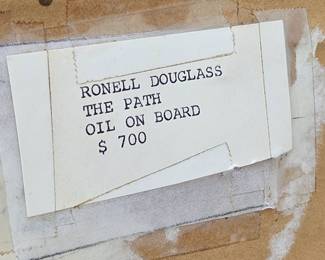 RONELL DOUGLASS
THE PATH
OIL ON BOARD
$ 700